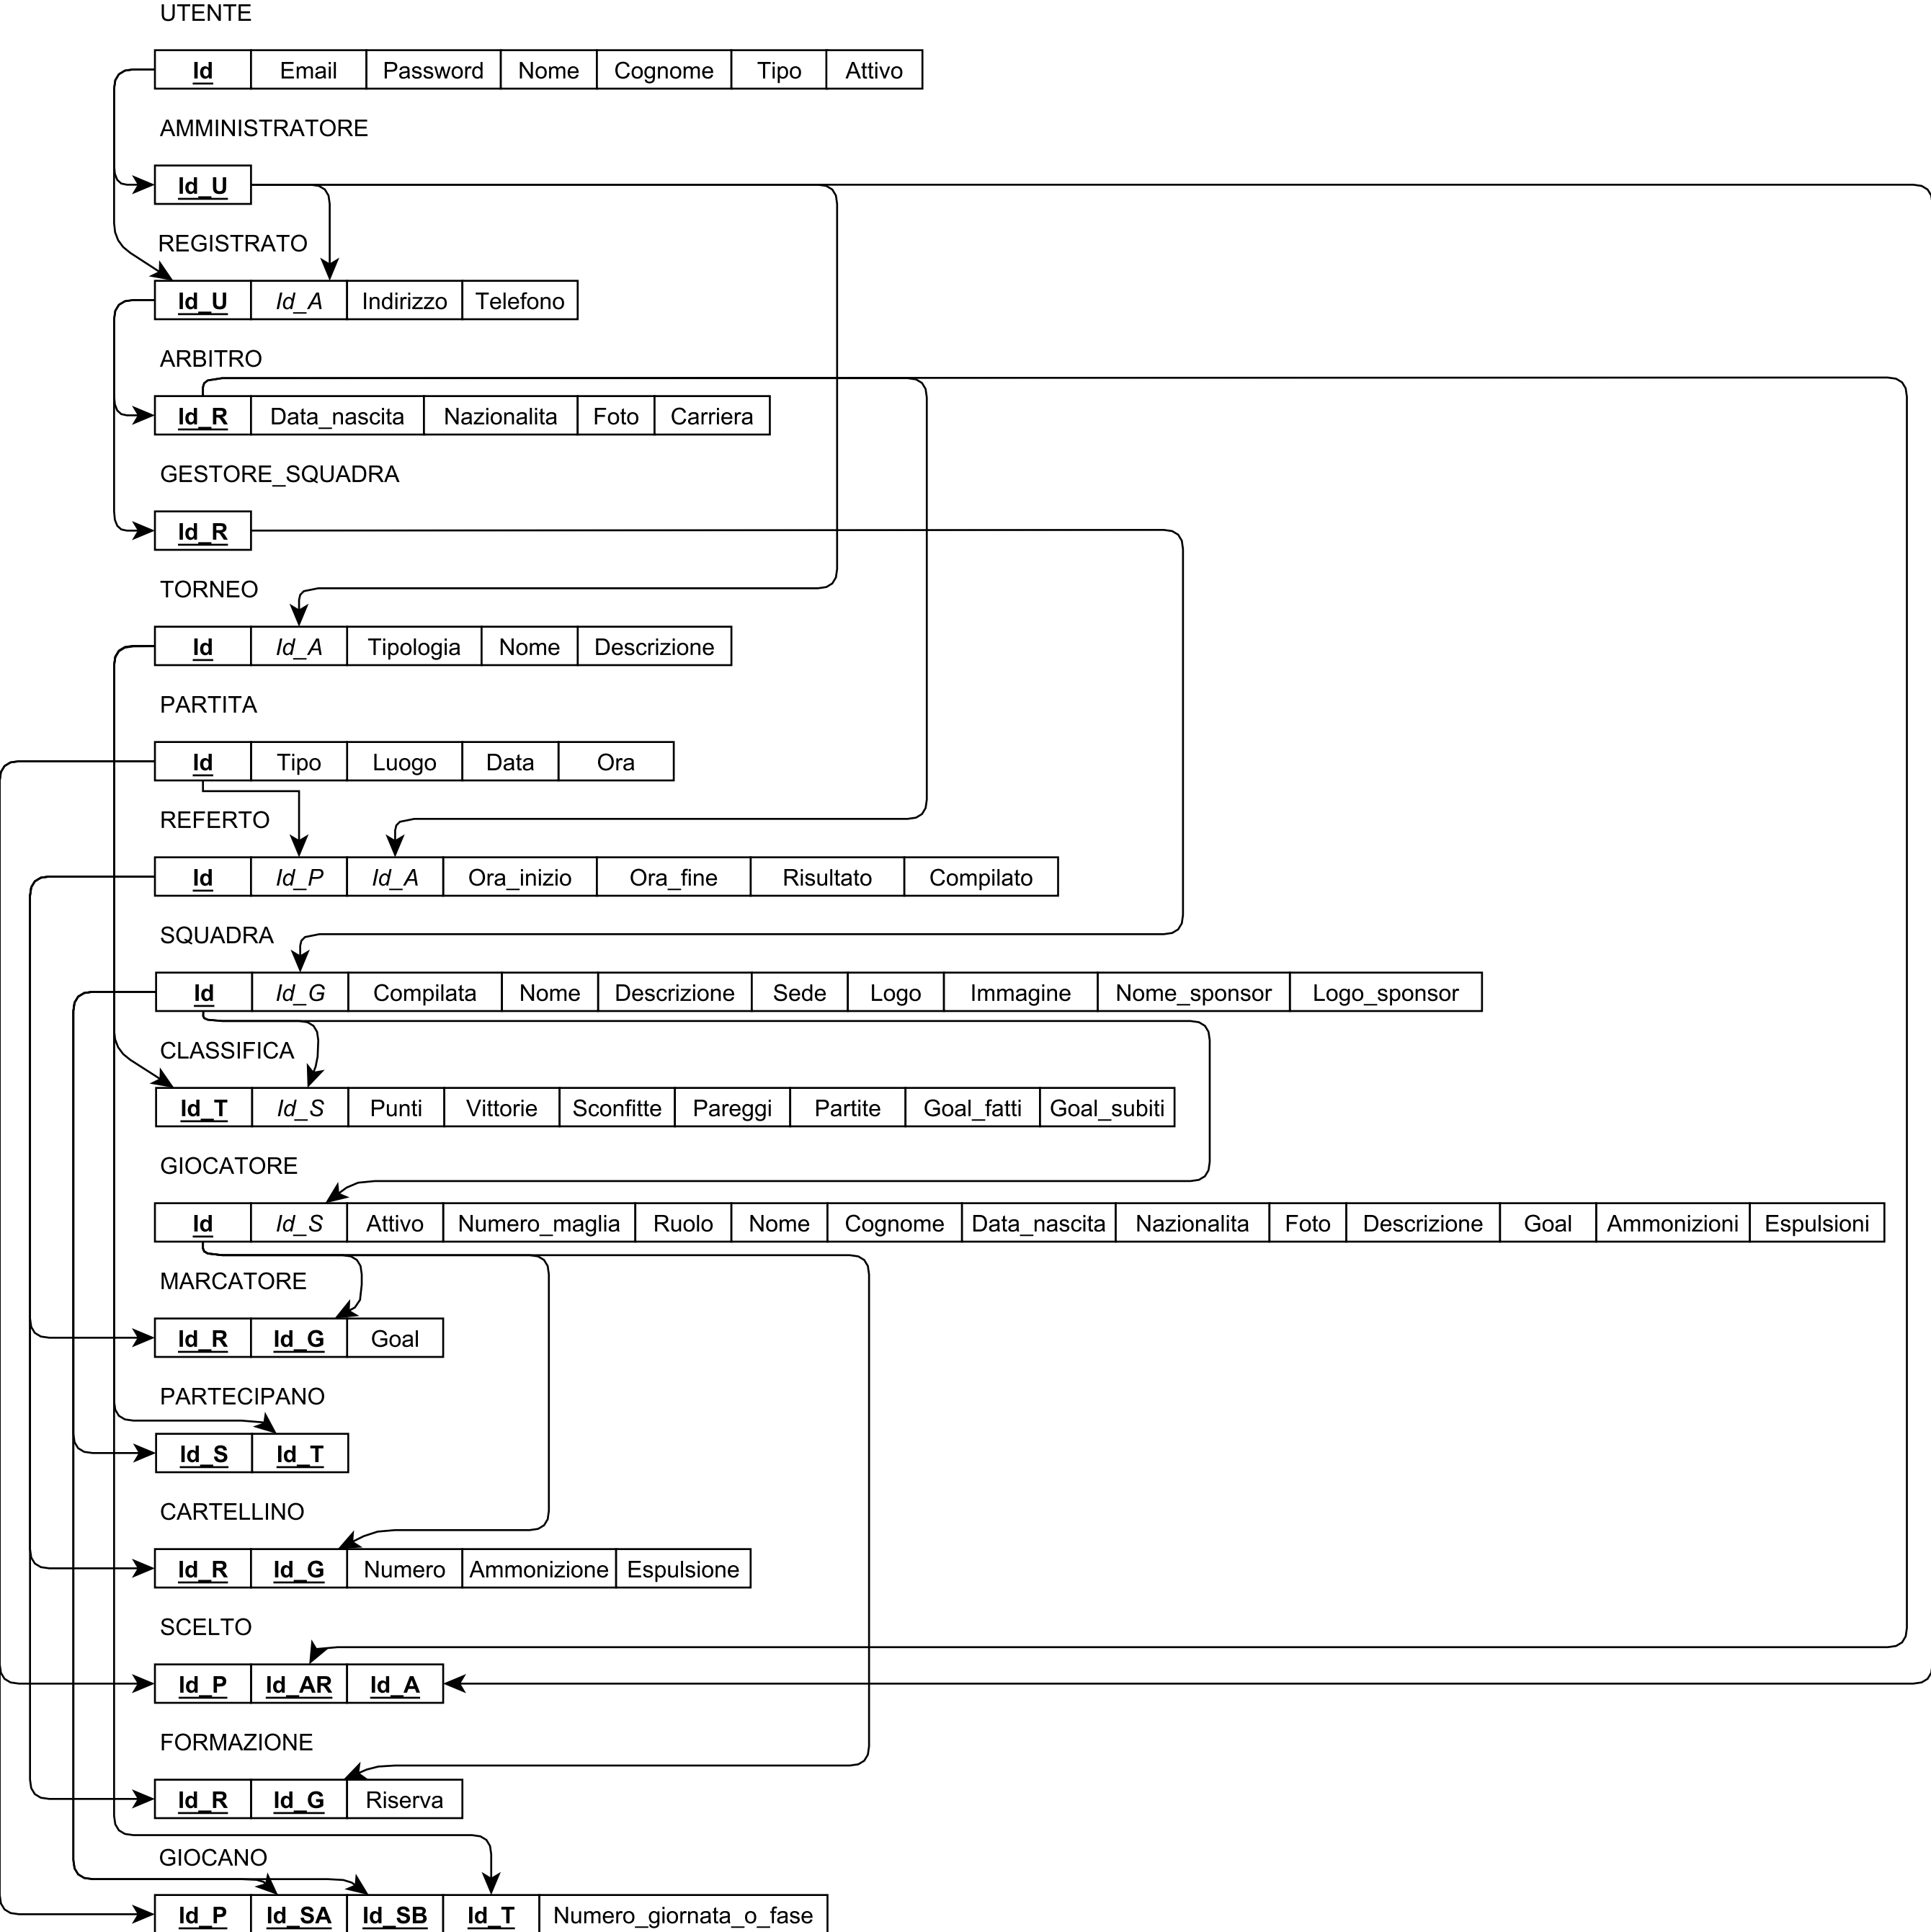 UTENTE
Id Email Password Nome Cognome Tipo Attivo
AMMINISTRATORE
Id_U
REGISTRATO
Id_U Id_A Indirizzo Telefono
ARBITRO
Id_R Data_nascita Nazionalita Foto Carriera
GESTORE_SQUADRA
Id_R
TORNEO
Id Id_A Tipologia Nome Descrizione
PARTITA
Id Tipo Luogo Data Ora
REFERTO
Id Id_P Id_A Ora_inizio Ora_fine Risultato Compilato
SQUADRA
Id Id_G Compilata Nome Descrizione Sede Logo Immagine Nome_sponsor Logo_sponsor
CLASSIFICA
Id_T Id_S Punti Vittorie Sconfitte Pareggi Partite Goal_fatti Goal_subiti
GIOCATORE
Id Id_S Attivo Numero_maglia Ruolo Nome Cognome Data_nascita Nazionalita Foto Descrizione Goal Ammonizioni Espulsioni
MARCATORE
Id_R Id_G Goal
PARTECIPANO
Id_S Id_T
CARTELLINO
Id_R Id_G Numero Ammonizione Espulsione
SCELTO
Id_P Id_AR Id_A
FORMAZIONE
Id_R Id_G Riserva
GIOCANO
Id_P Id_SA Id_SB Id_T Numero_giornata_o_fase